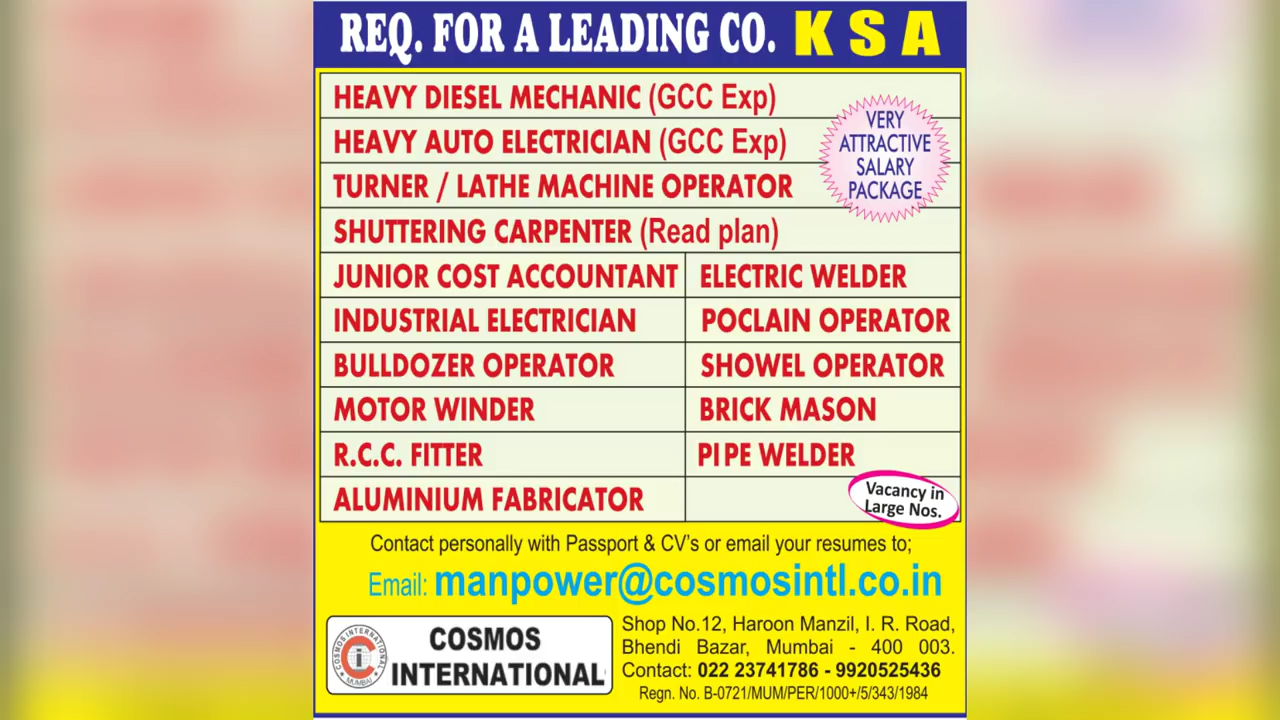 REQ. FOR A LEADING CO. KSA
HEAVY DIESEL MECHANIC (GCC Exp)
HEAVY AUTO ELECTRICIAN (GCC Exp)
TURNER / LATHE MACHINE OPERATOR
SHUTTERING CARPENTER (Read plan)
VERY
ATTRACTIVE
SALARY
PACKAGE
JUNIOR COST ACCOUNTANT
ELECTRIC WELDER
INDUSTRIAL ELECTRICIAN
POCLAIN OPERATOR
BULLDOZER OPERATOR
SHOWEL OPERATOR
MOTOR WINDER
BRICK MASON
R.C.C. FITTER
PIPE WELDER
ALUMINIUM FABRICATOR
Vacancy in
Large Nos.
Contact personally with Passport & CV's or email your resumes to;
Email: manpower@cosmosintl.co.in
COSMOS INTERNATIONAL
MUMBAI
COSMOS
INTERNATIONAL
Shop No.12, Haroon Manzil, I. R. Road,
Bhendi Bazar, Mumbai - 400 003.
Contact: 022 23741786 - 9920525436
Regn. No. B-0721/MUM/PER/1000+/5/343/1984